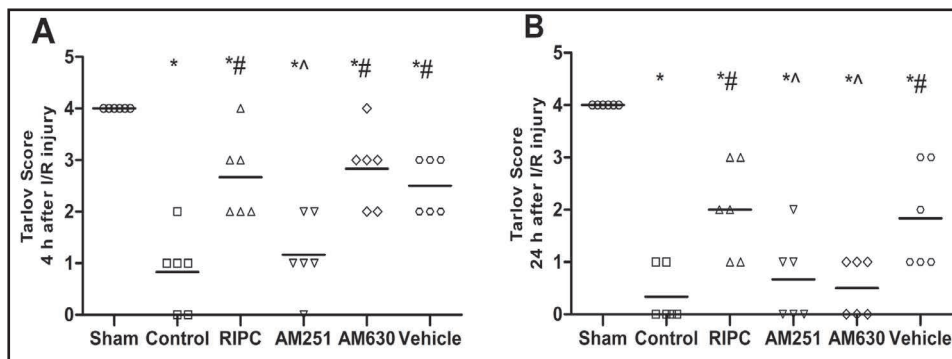 A
Tarlov Score
4 h after I/R injury
5
4
3
2
1
0
* *# *^ *# *#
Sham Control RIPC AM251 AM630 Vehicle
B
Tarlov Score
24 h after I/R injury
5
4
3
2
1
0
* *# *^ *^ *#
Sham Control RIPC AM251 AM630 Vehicle